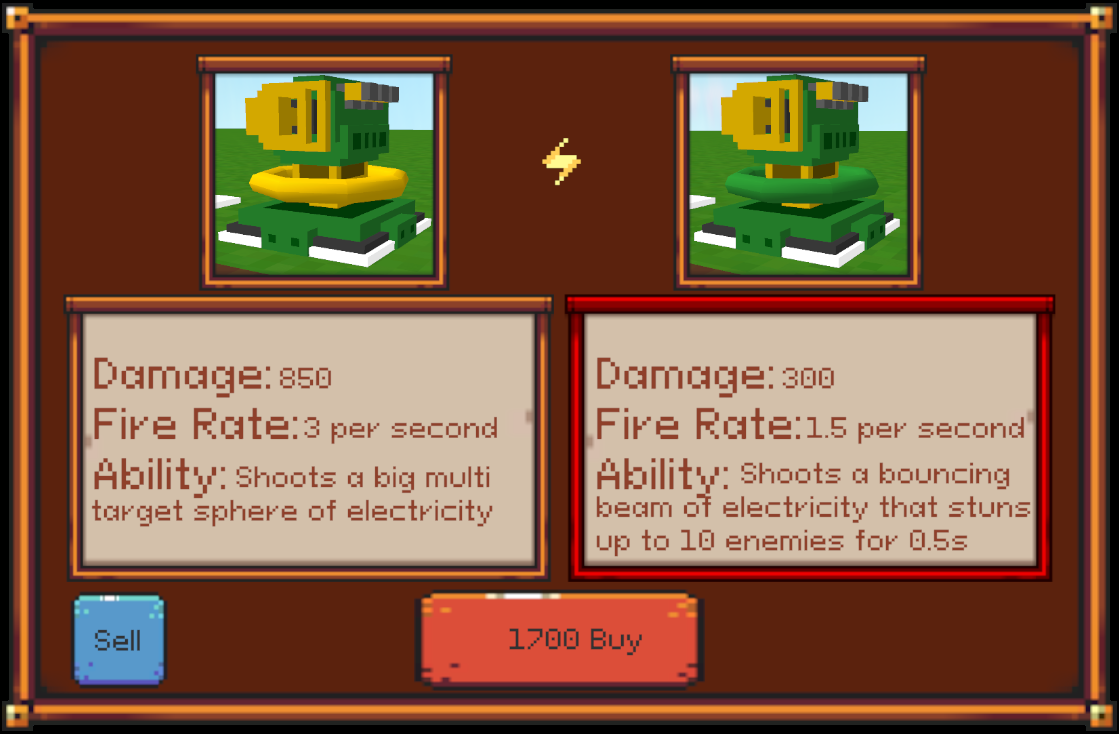 Damage: 850
Fire Rate:3 per second
Ability: Shoots a big multi
target sphere of electricity
Damage: 300
Fire Rate:1.5 per second
Ability: Shoots a bouncing
beam of electricity that stuns
up to 10 enemies for 0.5s
Sell
1700 Buy